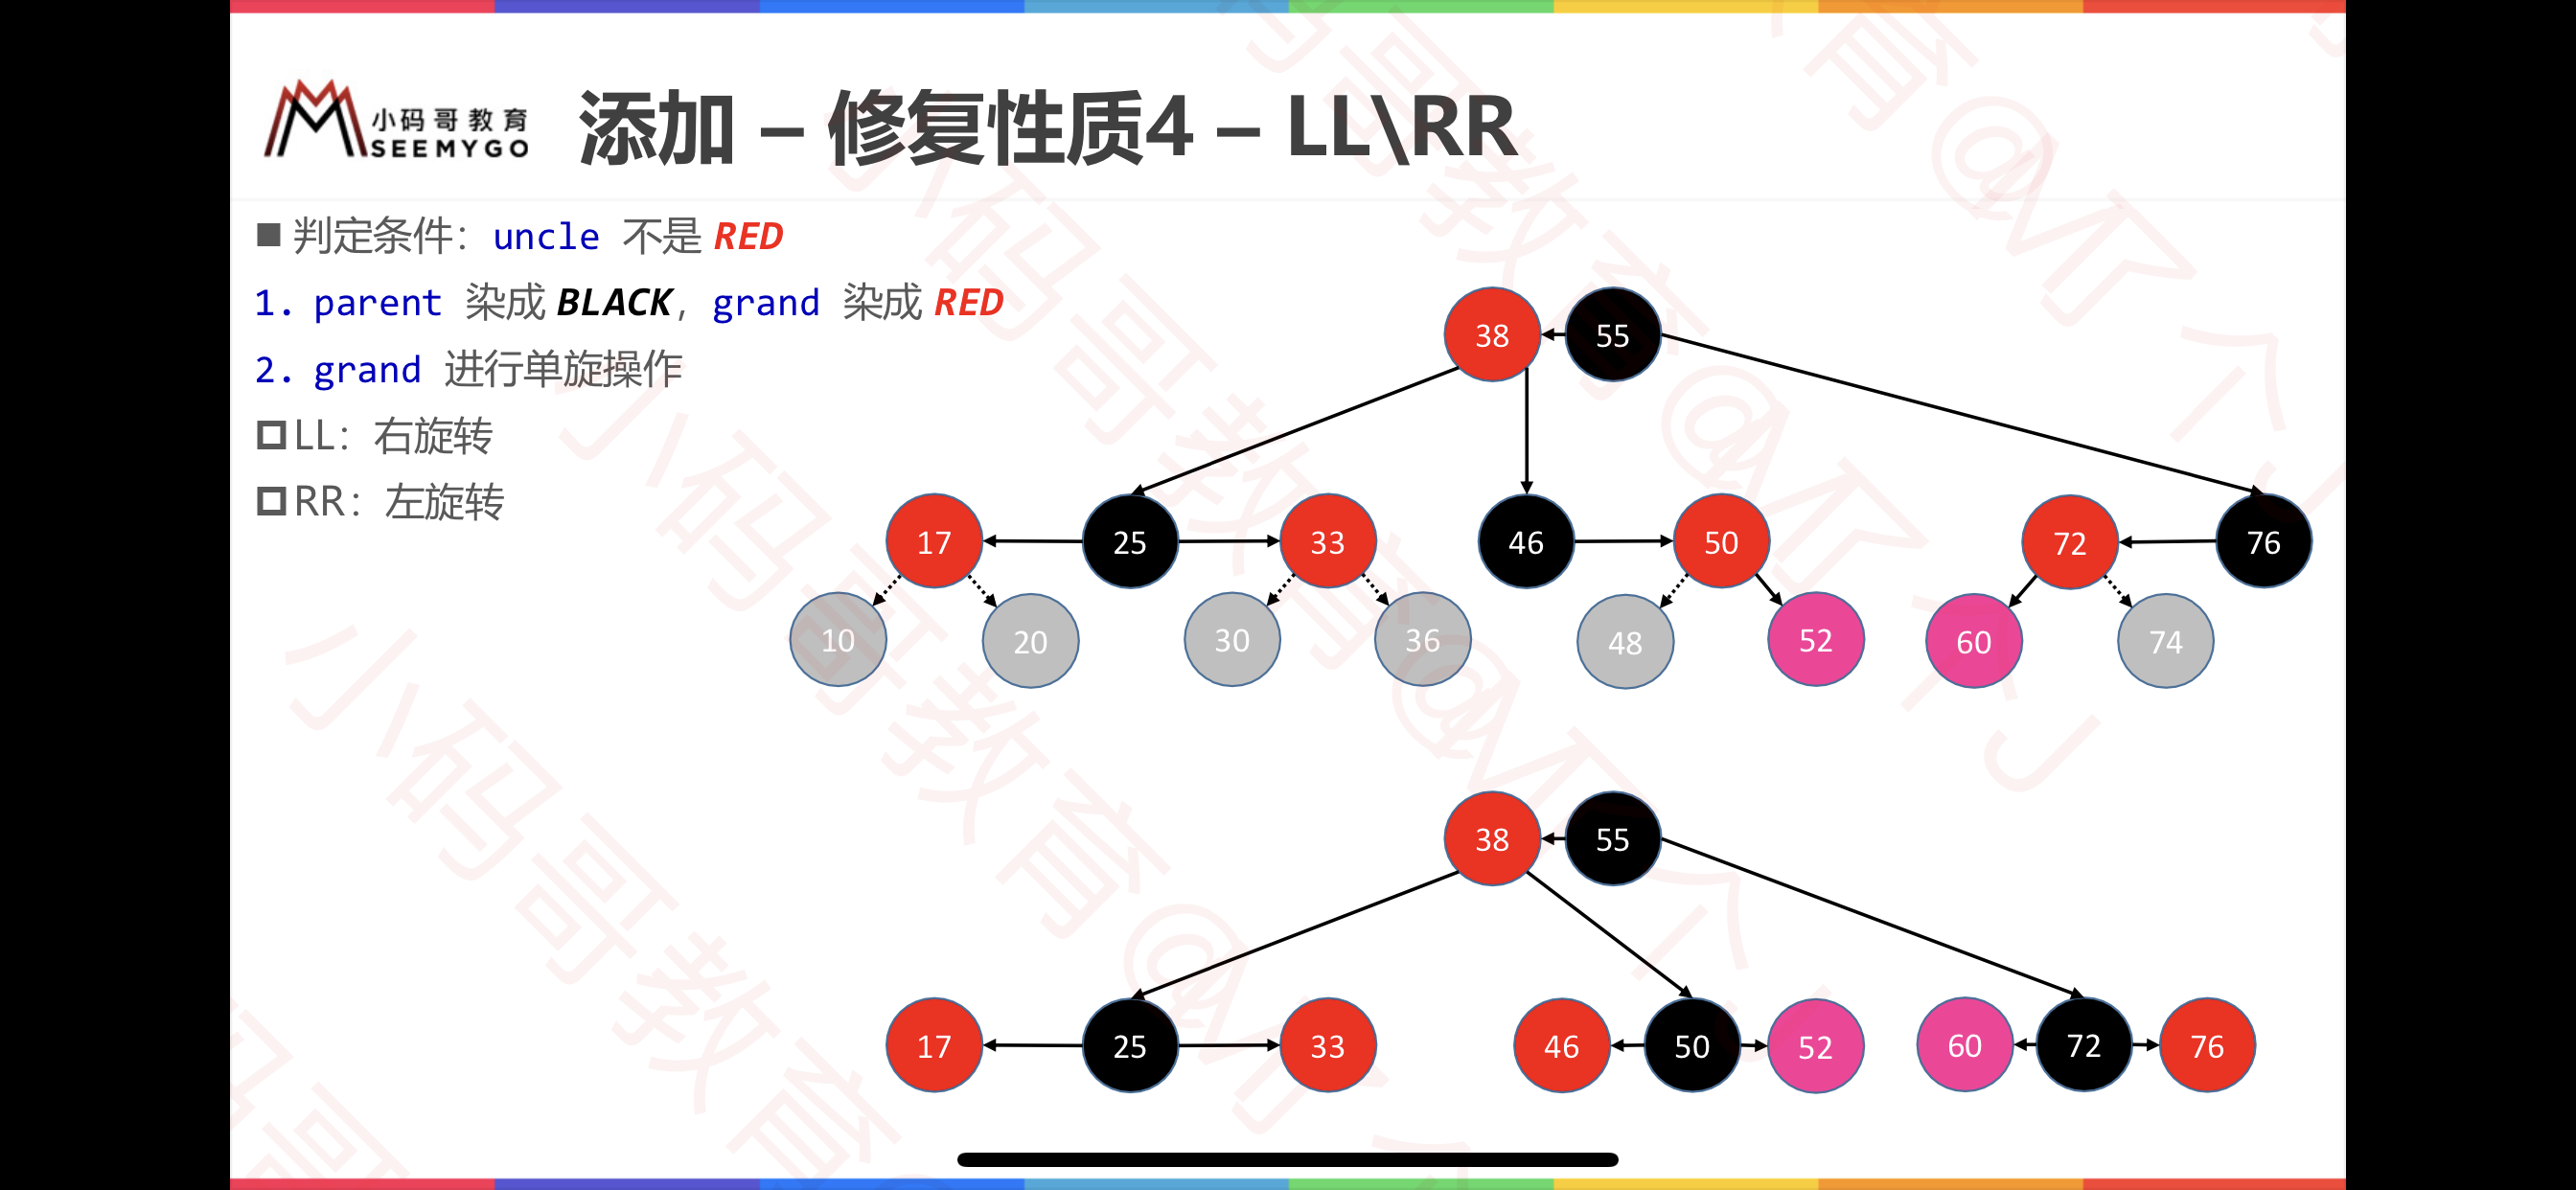 小码哥教育
SEEMYGO
添加 – 修复性质4 – LL\RR
■ 判定条件：uncle 不是 RED
1. parent 染成 BLACK，grand 染成 RED
2. grand 进行单旋操作
LL：右旋转
RR：左旋转
38 55
17 25 33 46 50 72 76
10 20 30 36 48 52 60 74
38 55
17 25 33 46 50 52 60 72 76